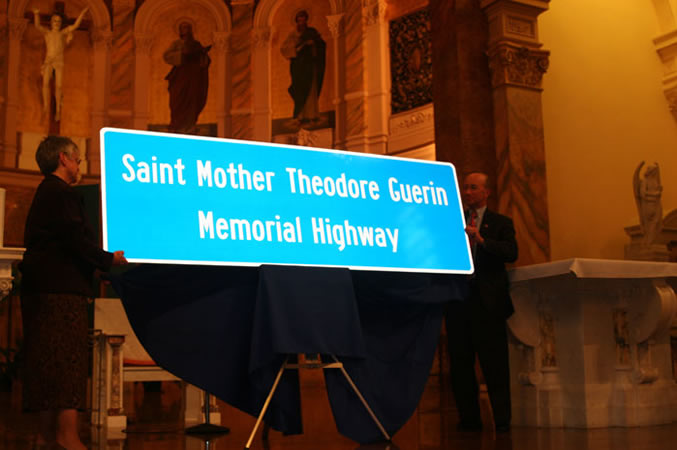 Saint Mother Theodore Guerin
Memorial Highway